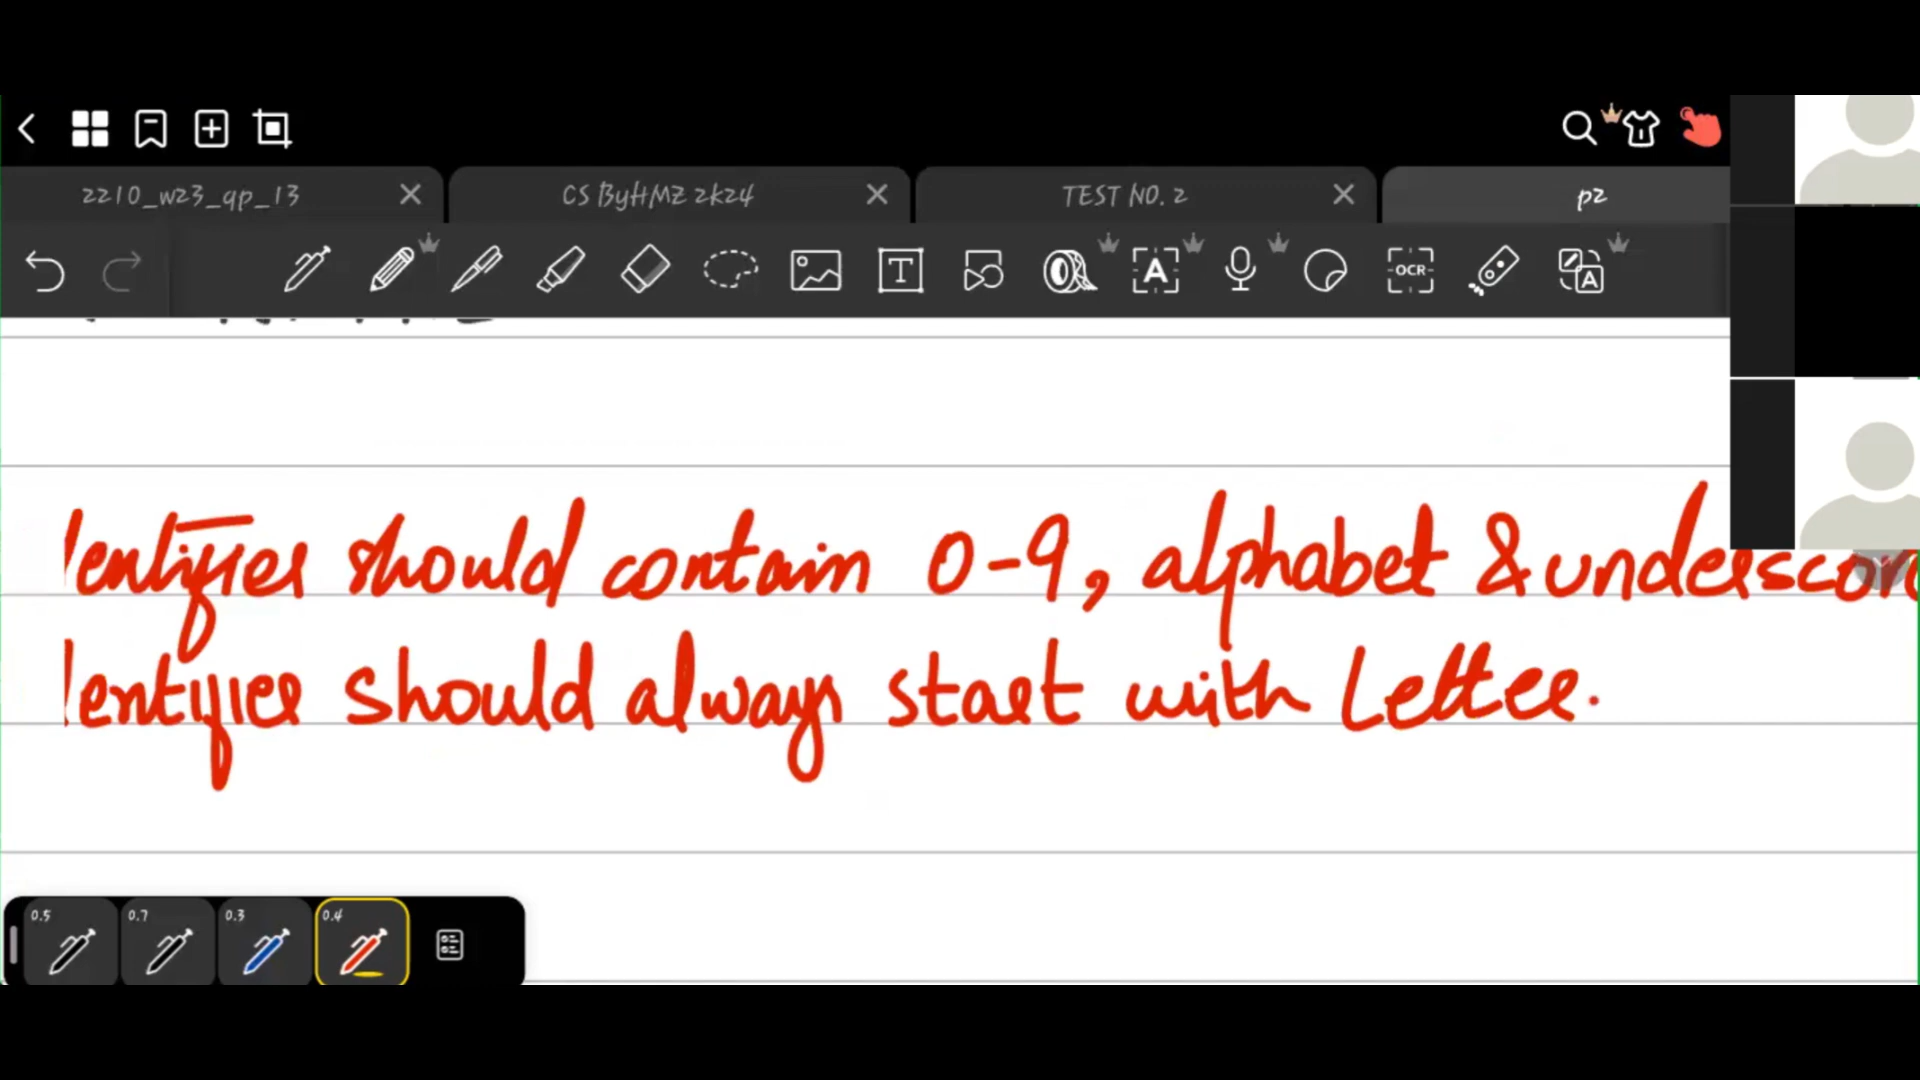 2210_w23_qp_13
CS ByHMZ 2k24
TEST NO. 2
p2
T
A
OCR
A
lentifier should contain 0-9, alphabet & underscor
lentifier should always start with Letter.
0.5
0.7
0.3
0.4